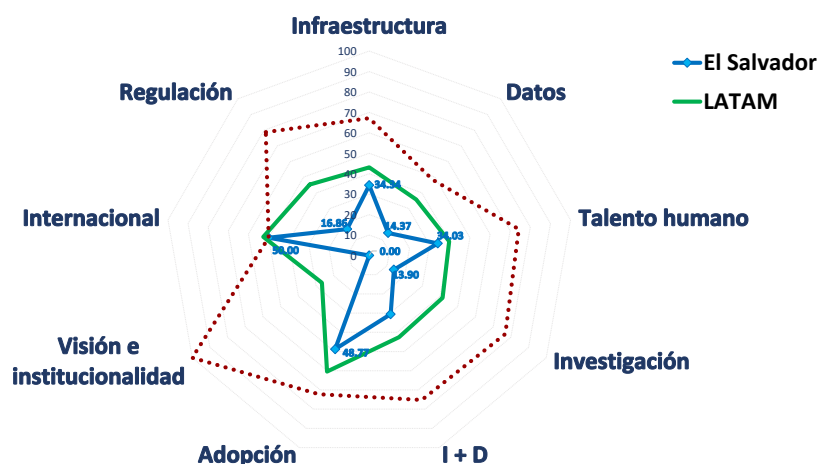 Infraestructura
100
90
80
70
60
50
40
30
20
10
0
El Salvador
LATAM
Regulación
Datos
Internacional
Talento humano
Visión e
institucionalidad
Investigación
Adopción
I + D
34.34
14.37
34.03
0.00
13.90
48.77
50.00
16.86